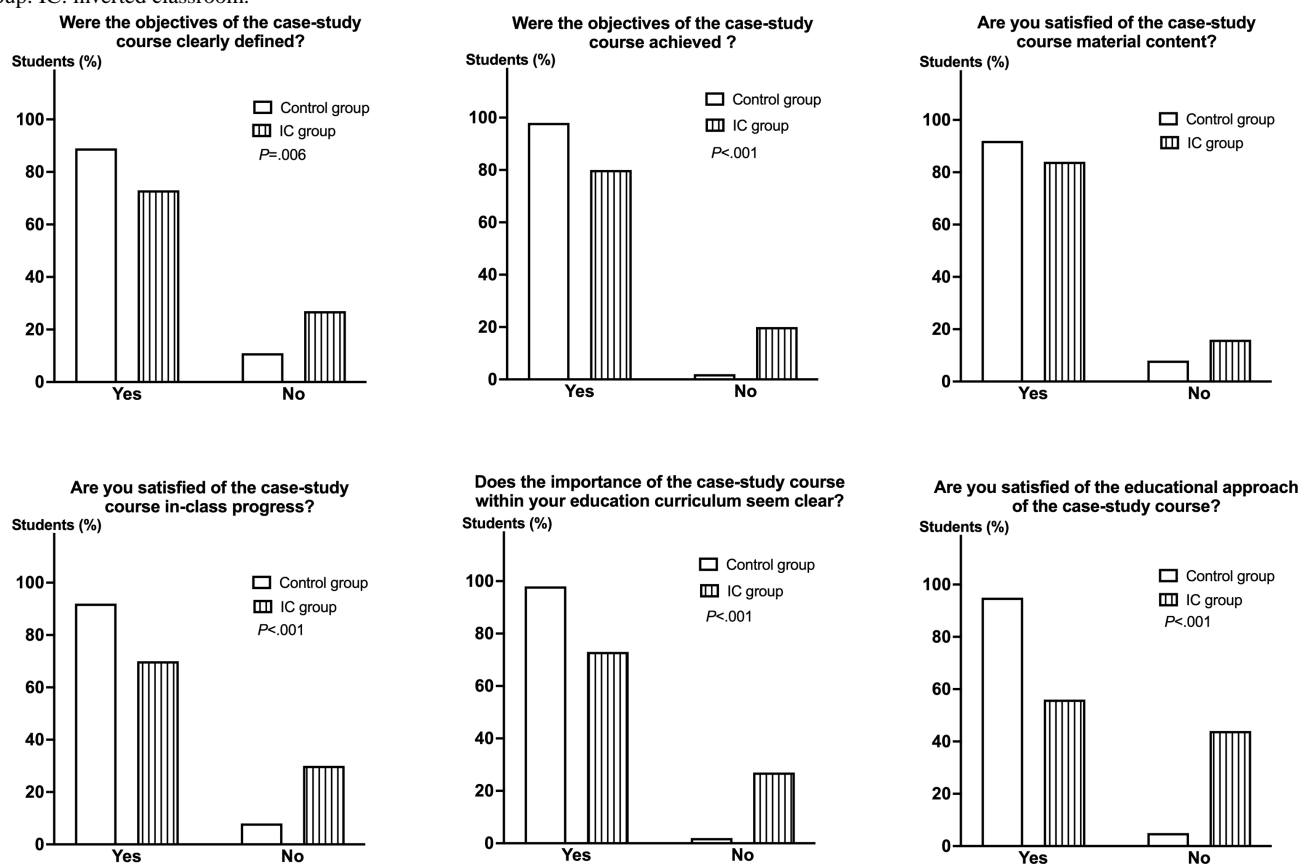 oup. IC: inverted classroom.
Were the objectives of the case-study
course clearly defined?
Students (%)
100
80
60
40
20
0
Control group
IC group
P=.006
Yes
No
Were the objectives of the case-study
course achieved ?
Students (%)
100
80
60
40
20
0
Control group
IC group
P<.001
Yes
No
Are you satisfied of the case-study
course material content?
Students (%)
100
80
60
40
20
0
Control group
IC group
Yes
No
Are you satisfied of the case-study
course in-class progress?
Students (%)
100
80
60
40
20
0
Control group
IC group
P<.001
Yes
No
Does the importance of the case-study course
within your education curriculum seem clear?
Students (%)
100
80
60
40
20
0
Control group
IC group
P<.001
Yes
No
Are you satisfied of the educational approach
of the case-study course?
Students (%)
100
80
60
40
20
0
Control group
IC group
P<.001
Yes
No